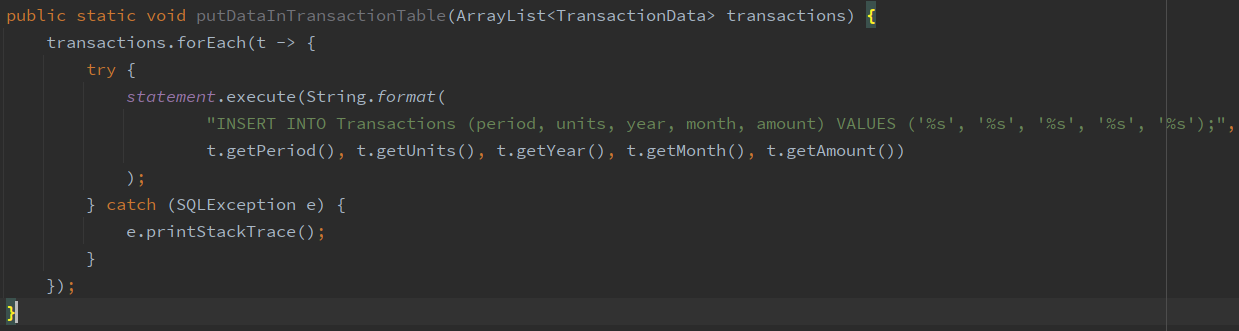 public static void putDataInTransactionTable(ArrayList<TransactionData> transactions) {
    transactions.forEach(t -> {
        try {
            statement.execute(String.format(
                    "INSERT INTO Transactions (period, units, year, month, amount) VALUES ('%s', '%s', '%s', '%s', '%s');",
                    t.getPeriod(), t.getUnits(), t.getYear(), t.getMonth(), t.getAmount())
            );
        } catch (SQLException e) {
            e.printStackTrace();
        }
    });
}